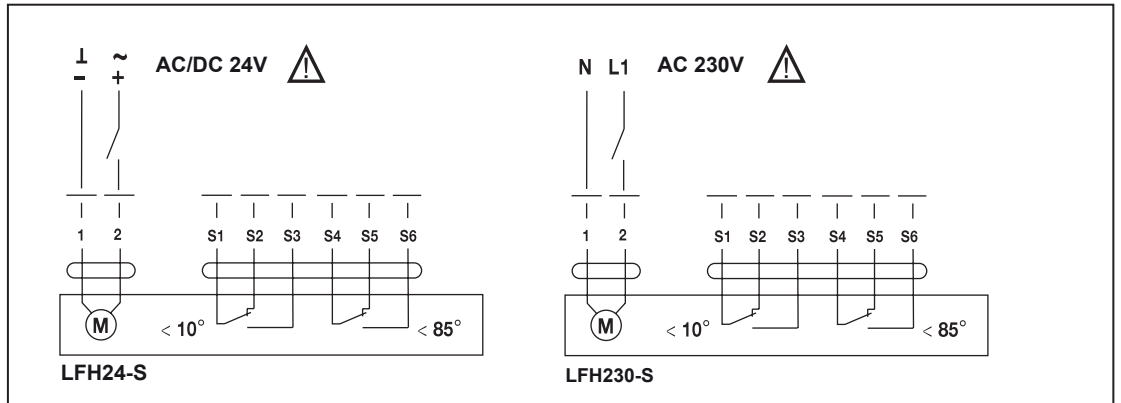 ⊥ ~ AC/DC 24V
- +
1 2 S1 S2 S3 S4 S5 S6
M < 10° < 85°
LFH24-S
N L1 AC 230V
1 2 S1 S2 S3 S4 S5 S6
M < 10° < 85°
LFH230-S